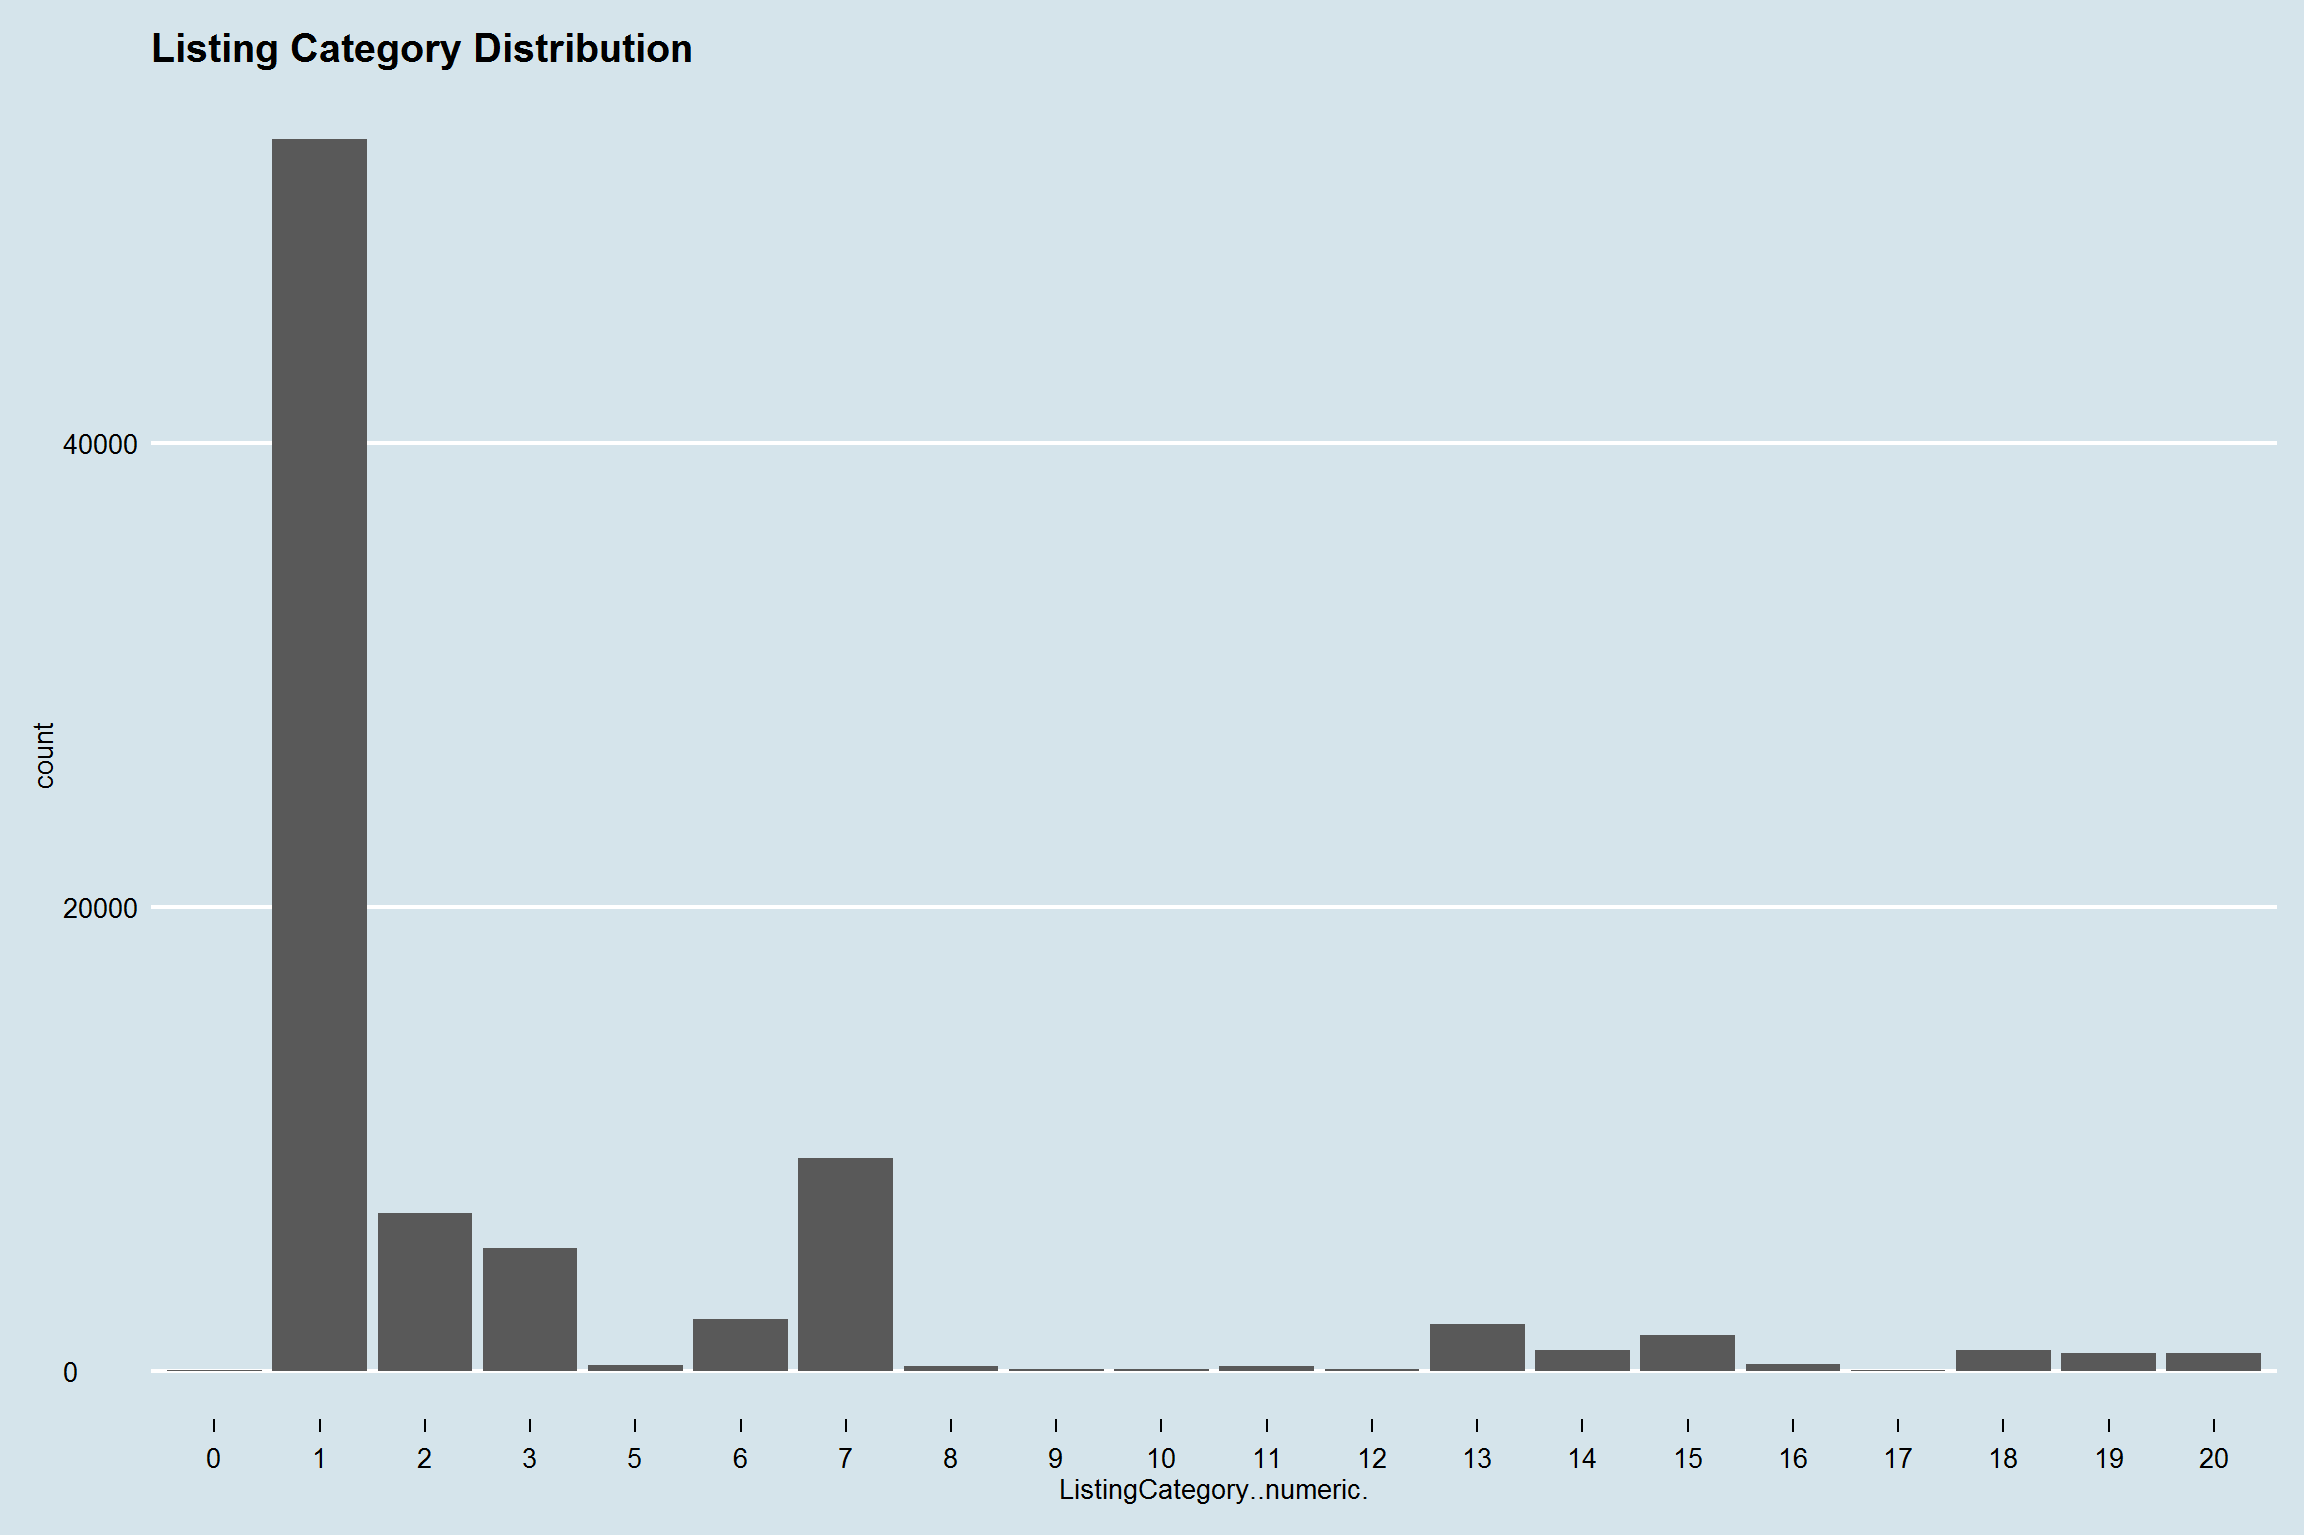 Listing Category Distribution
40000
20000
0
count
0 1 2 3 5 6 7 8 9 10 11 12 13 14 15 16 17 18 19 20
ListingCategory..numeric.